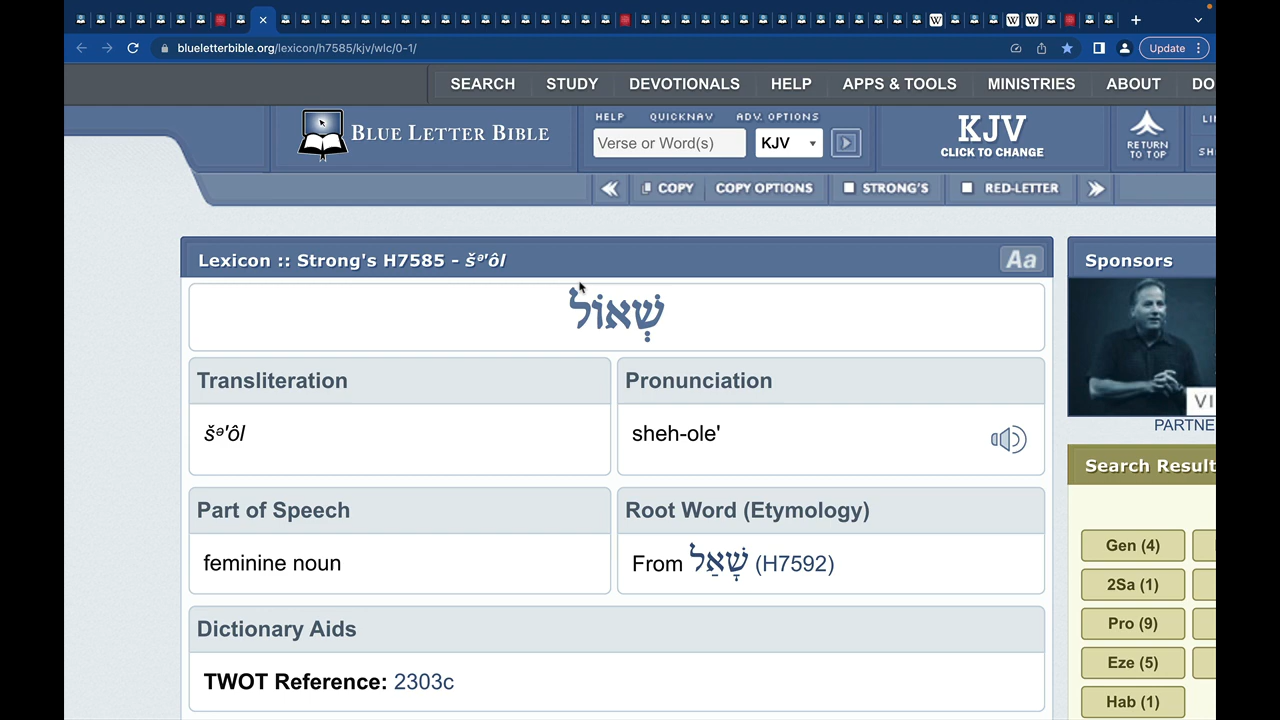 blueletterbible.org/lexicon/h7585/kjv/wlc/0-1/
Update
SEARCH STUDY DEVOTIONALS HELP APPS & TOOLS MINISTRIES ABOUT DO
HELP QUICKNAV ADV. OPTIONS
BLUE LETTER BIBLE
Verse or Word(s) KJV
KJV
CLICK TO CHANGE
RETURN
TO TOP
LI
SH
COPY COPY OPTIONS STRONG'S RED-LETTER
Lexicon :: Strong's H7585 - šᵊ'ôl
Aa
Sponsors
שְׁאוֹל
VI
PARTNE
Transliteration
šᵊ'ôl
Pronunciation
sheh-ole'
Part of Speech
feminine noun
Root Word (Etymology)
From שָׁאַל (H7592)
Dictionary Aids
TWOT Reference: 2303c
Search Result
Gen (4)
2Sa (1)
Pro (9)
Eze (5)
Hab (1)